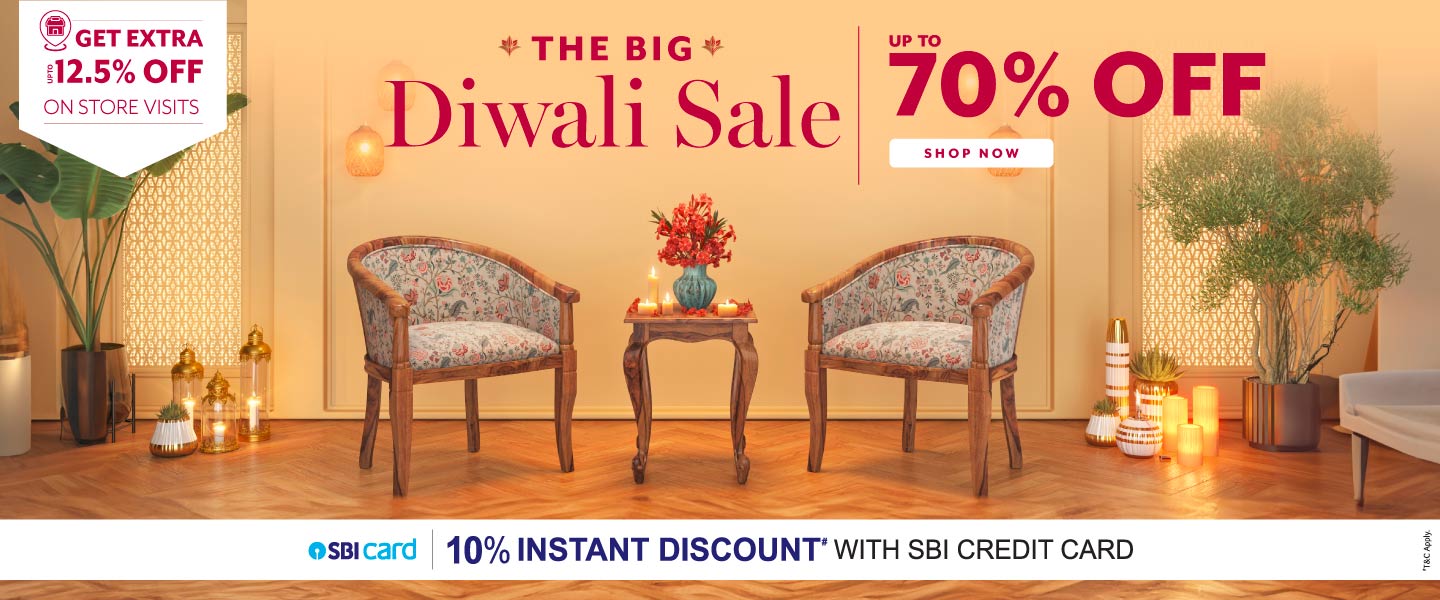 GET EXTRA
UPTO 12.5% OFF
ON STORE VISITS
THE BIG
Diwali Sale
UP TO
70% OFF
SHOP NOW
SBI card
10% INSTANT DISCOUNT# WITH SBI CREDIT CARD
#T&C Apply.